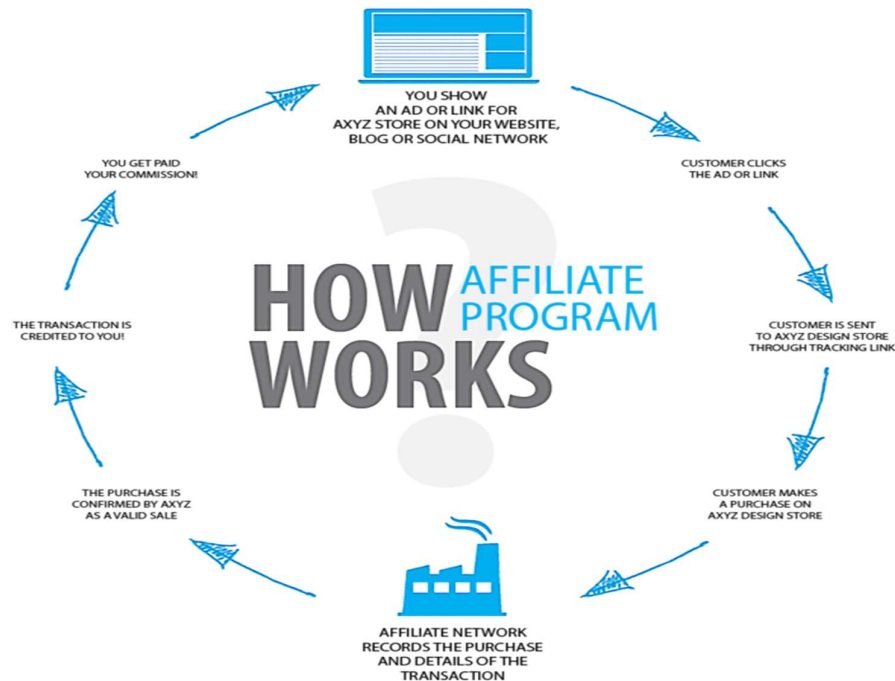 YOU SHOW
AN AD OR LINK FOR
AXYZ STORE ON YOUR WEBSITE,
BLOG OR SOCIAL NETWORK
CUSTOMER CLICKS
THE AD OR LINK
CUSTOMER IS SENT
TO AXYZ DESIGN STORE
THROUGH TRACKING LINK
CUSTOMER MAKES
A PURCHASE ON
AXYZ DESIGN STORE
AFFILIATE NETWORK
RECORDS THE PURCHASE
AND DETAILS OF THE
TRANSACTION
THE PURCHASE IS
CONFIRMED BY AXYZ
AS A VALID SALE
THE TRANSACTION IS
CREDITED TO YOU!
YOU GET PAID
YOUR COMMISSION!
?
HOW AFFILIATE
PROGRAM
WORKS